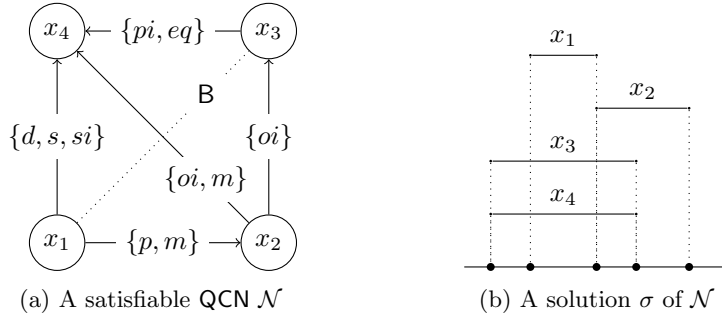 x₄ {pi, eq} x₃
B
{d, s, si} {oi}
{oi, m}
x₁ {p, m} x₂
(a) A satisfiable QCN 𝒩
x₁
x₂
x₃
x₄
(b) A solution σ of 𝒩